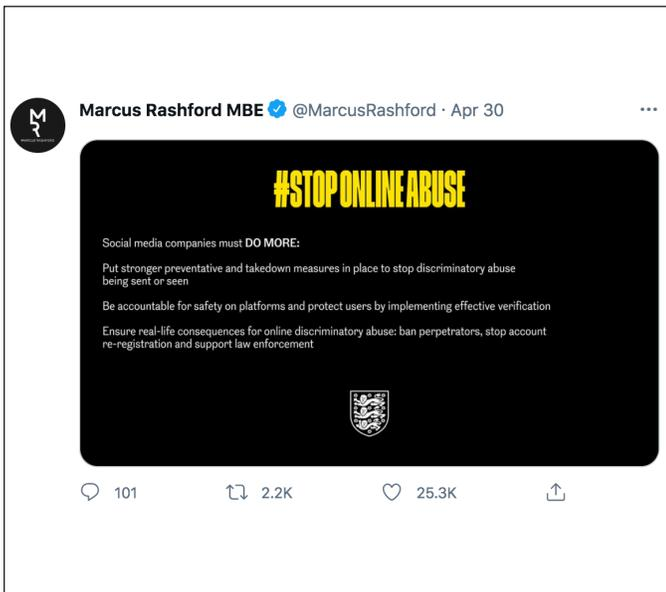 Marcus Rashford MBE @MarcusRashford · Apr 30
MR
MARCUS RASHFORD
#STOPONLINEABUSE
Social media companies must DO MORE:
Put stronger preventative and takedown measures in place to stop discriminatory abuse
being sent or seen
Be accountable for safety on platforms and protect users by implementing effective verification
Ensure real-life consequences for online discriminatory abuse: ban perpetrators, stop account
re-registration and support law enforcement
101 2.2K 25.3K